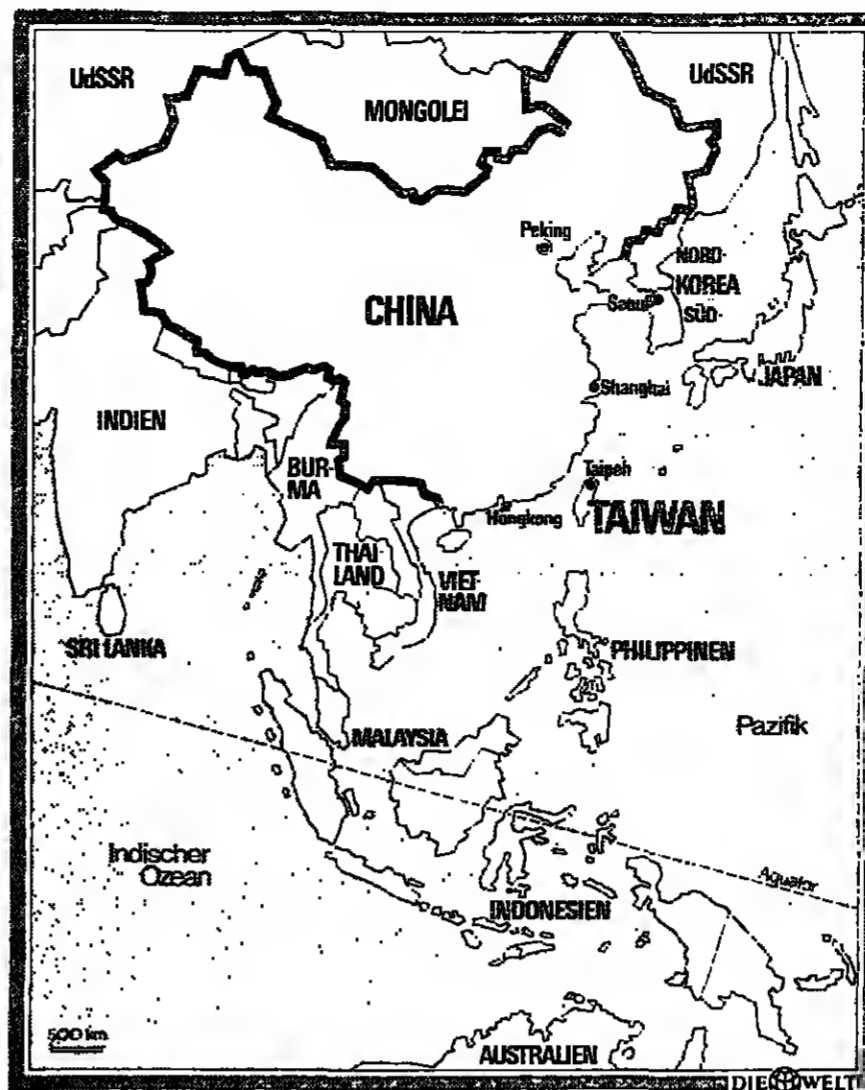 UdSSR
UdSSR
MONGOLEI
Peking
NORD-
KOREA
Seoul
SÜD-
CHINA
JAPAN
Shanghai
INDIEN
BUR-
MA
Taipeh
TAIWAN
Hongkong
THAI-
LAND
VIET-
NAM
SRI LANKA
PHILIPPINEN
Pazifik
MALAYSIA
Indischer
Ozean
Äquator
INDONESIEN
500 km
AUSTRALIEN
DIE WELT